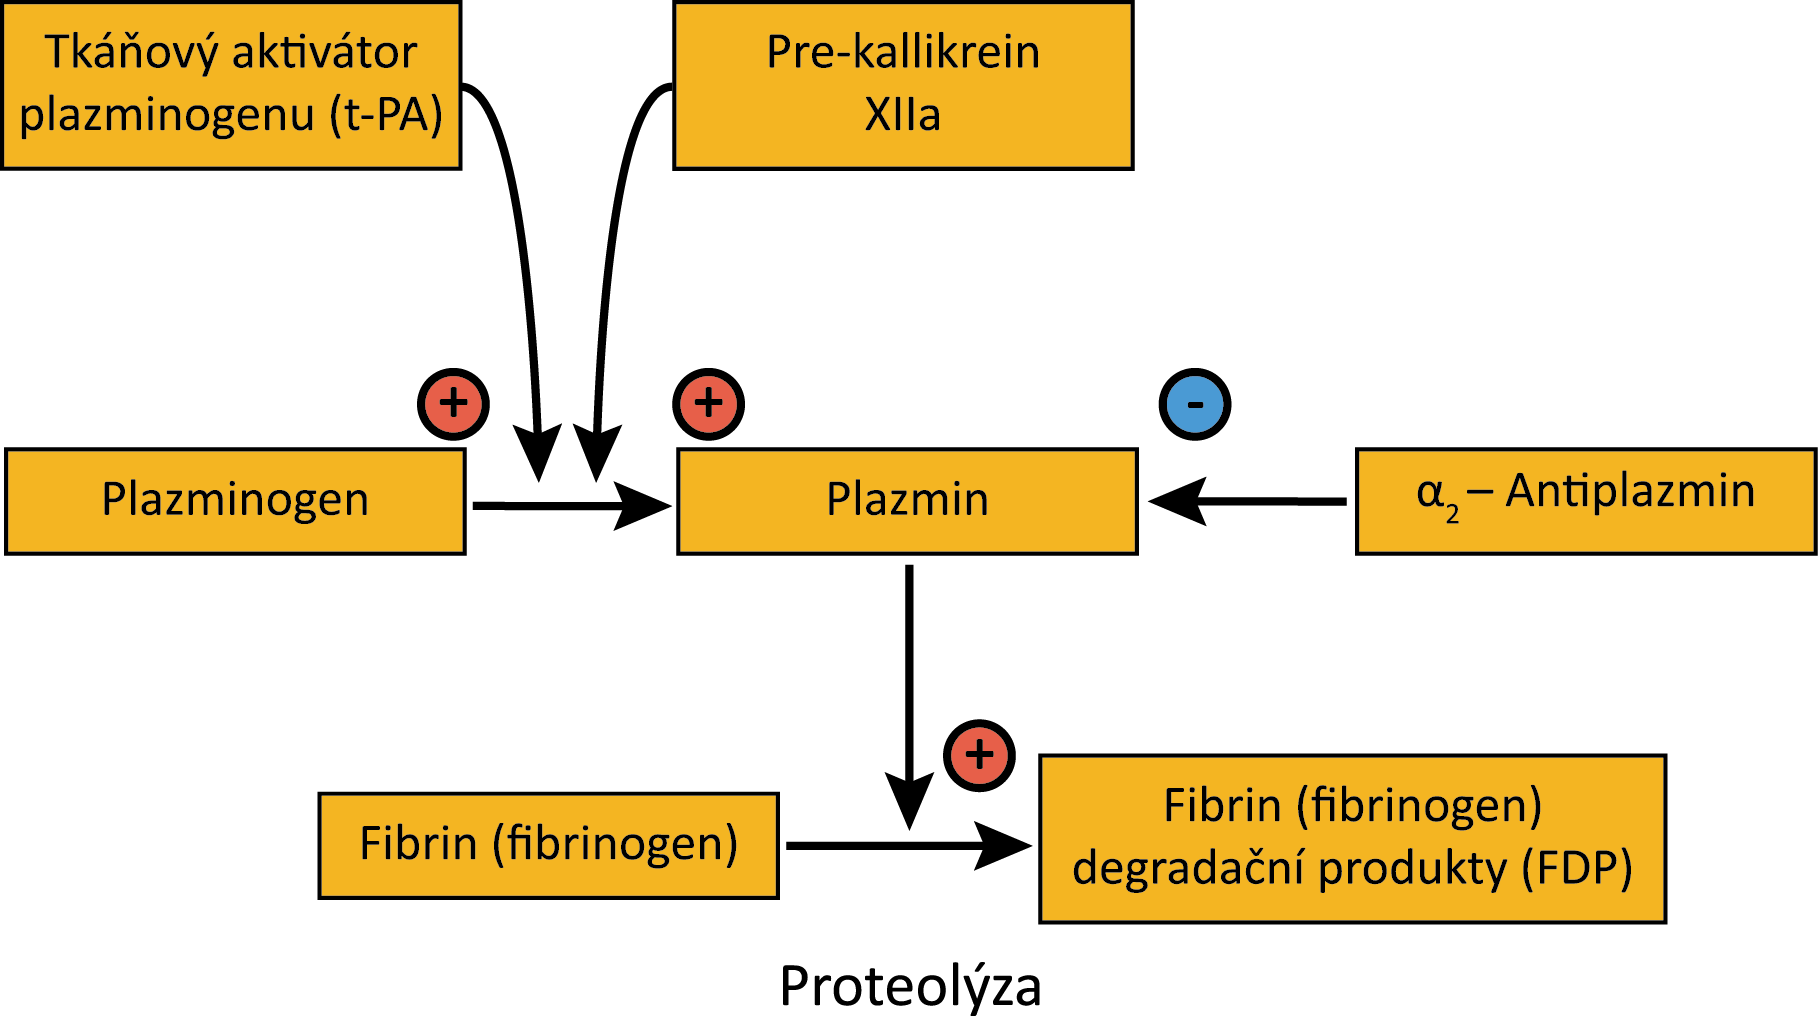 Tkáňový aktivátor
plazminogenu (t-PA)
Pre-kallikrein
XIIa
+
+
-
Plazminogen
Plazmin
α₂ – Antiplazmin
+
Fibrin (fibrinogen)
Fibrin (fibrinogen)
degradační produkty (FDP)
Proteolýza